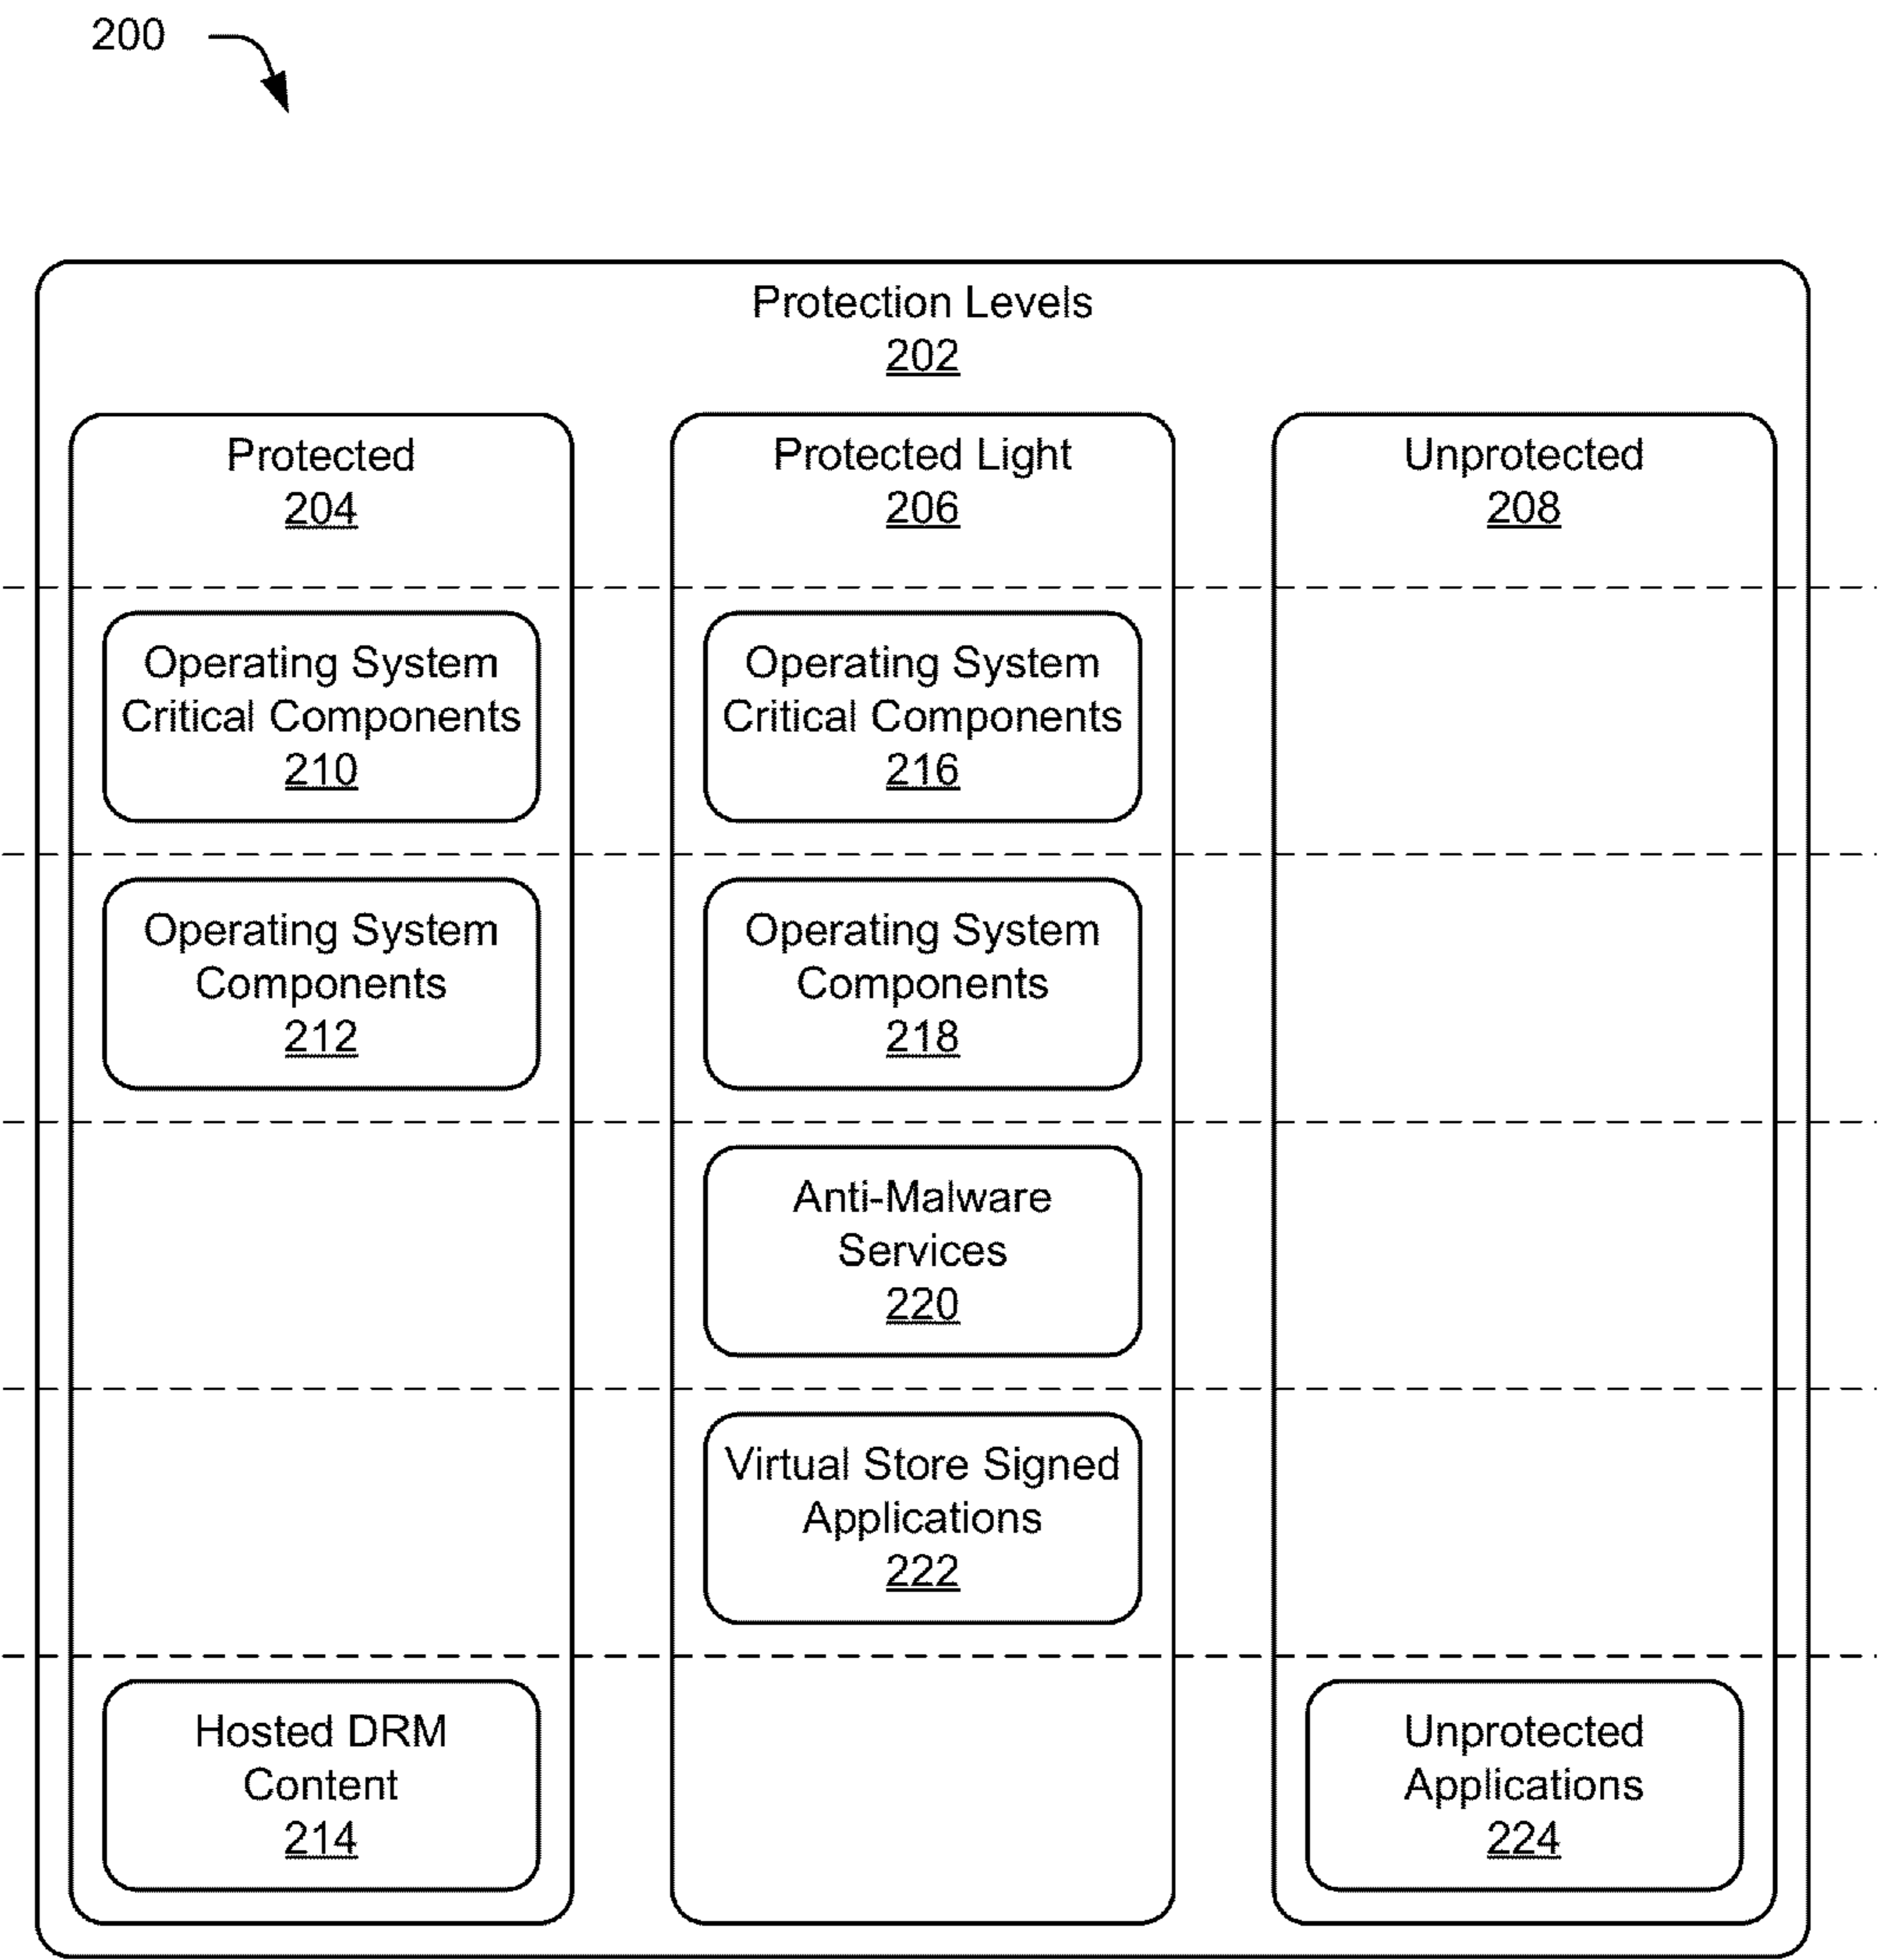 200
Protection Levels
202
Protected
204
Protected Light
206
Unprotected
208
Operating System
Critical Components
210
Operating System
Critical Components
216
Operating System
Components
212
Operating System
Components
218
Anti-Malware
Services
220
Virtual Store Signed
Applications
222
Hosted DRM
Content
214
Unprotected
Applications
224